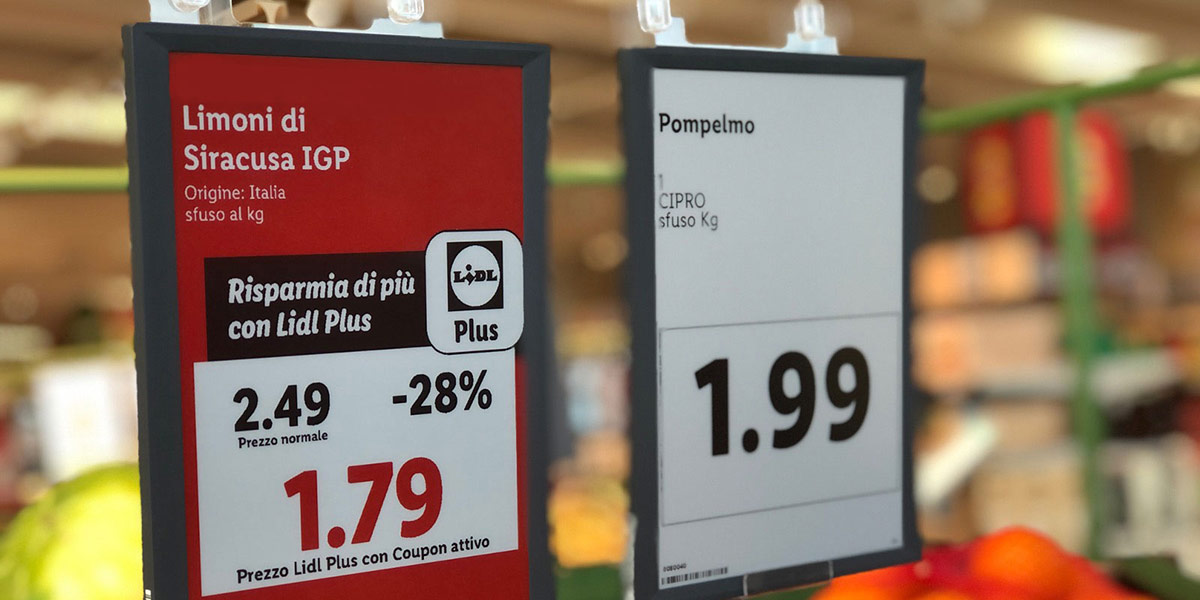 Limoni di
Siracusa IGP
Origine: Italia
sfuso al kg
Risparmia di più
con Lidl Plus
LiDL
Plus
2.49
-28%
Prezzo normale
1.79
Prezzo Lidl Plus con Coupon attivo
Pompelmo
1
CIPRO
sfuso Kg
1.99